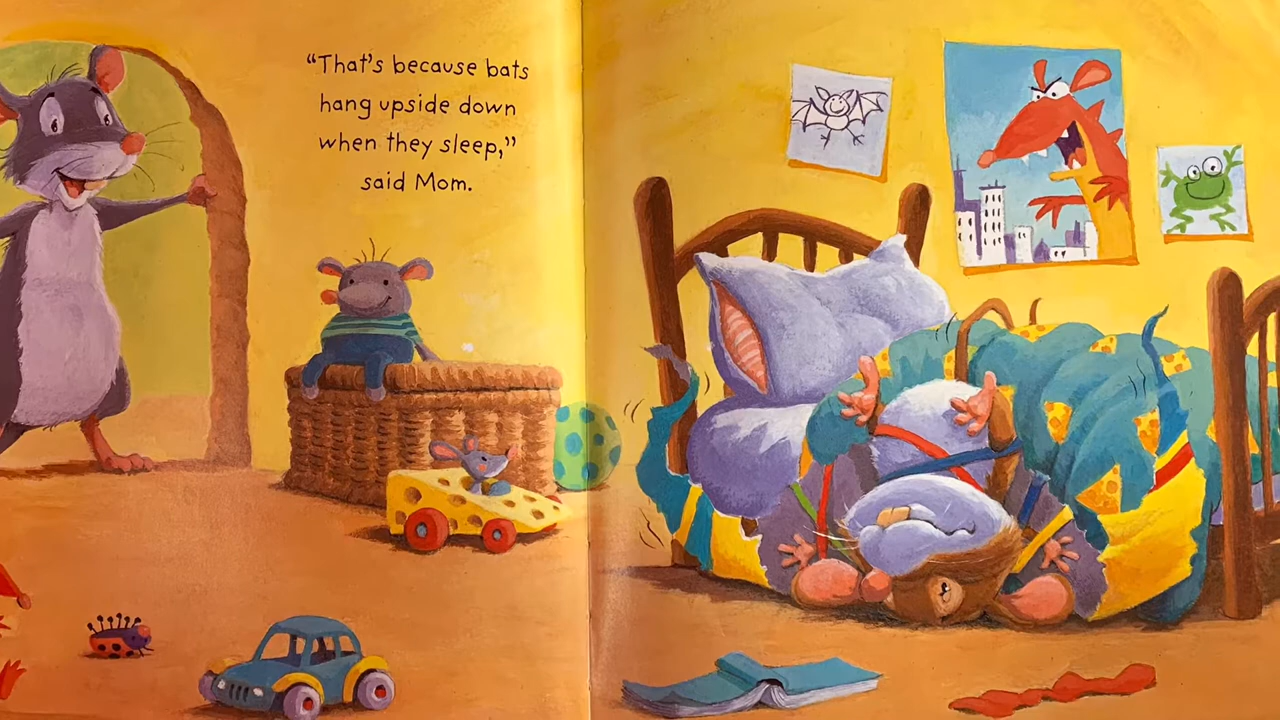 “That’s because bats
hang upside down
when they sleep,”
said Mom.